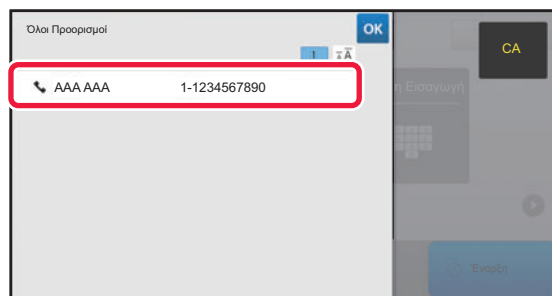 Όλοι Προορισμοί
OK
1
CA
AAA AAA 1-1234567890
η Εισαγωγή
Έναρξη